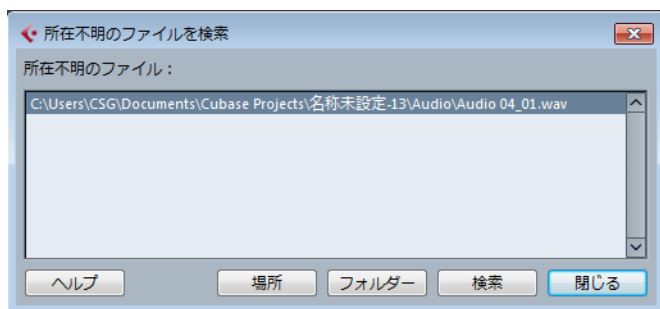 所在不明のファイルを検索
所在不明のファイル：
C:\Users\CSG\Documents\Cubase Projects\名称未設定-13\Audio\Audio 04_01.wav
ヘルプ 場所 フォルダー 検索 閉じる